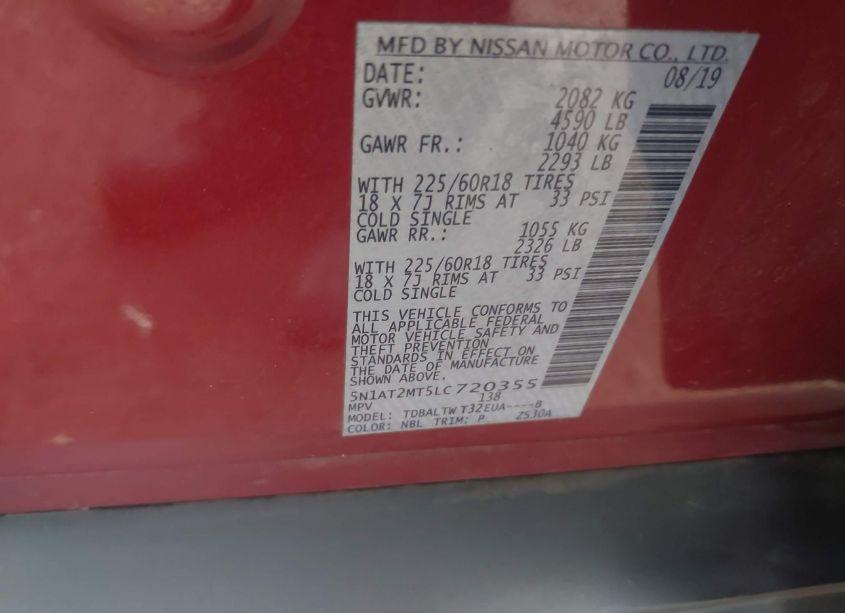 MFD BY NISSAN MOTOR CO., LTD.
DATE: 08/19
GVWR: 2082 KG
4590 LB
GAWR FR.: 1040 KG
2293 LB
WITH 225/60R18 TIRES
18 X 7J RIMS AT 33 PSI
COLD SINGLE
GAWR RR.: 1055 KG
2326 LB
WITH 225/60R18 TIRES
18 X 7J RIMS AT 33 PSI
COLD SINGLE
THIS VEHICLE CONFORMS TO
ALL APPLICABLE FEDERAL
MOTOR VEHICLE SAFETY AND
THEFT PREVENTION
STANDARDS IN EFFECT ON
THE DATE OF MANUFACTURE
SHOWN ABOVE.
5N1AT2MT5LC720355
MPV 138
MODEL: TDBALTW T32EUA----B
COLOR: NBL TRIM: P 2S30A